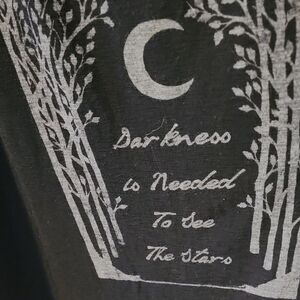 Darkness
is Needed
To See
The Stars